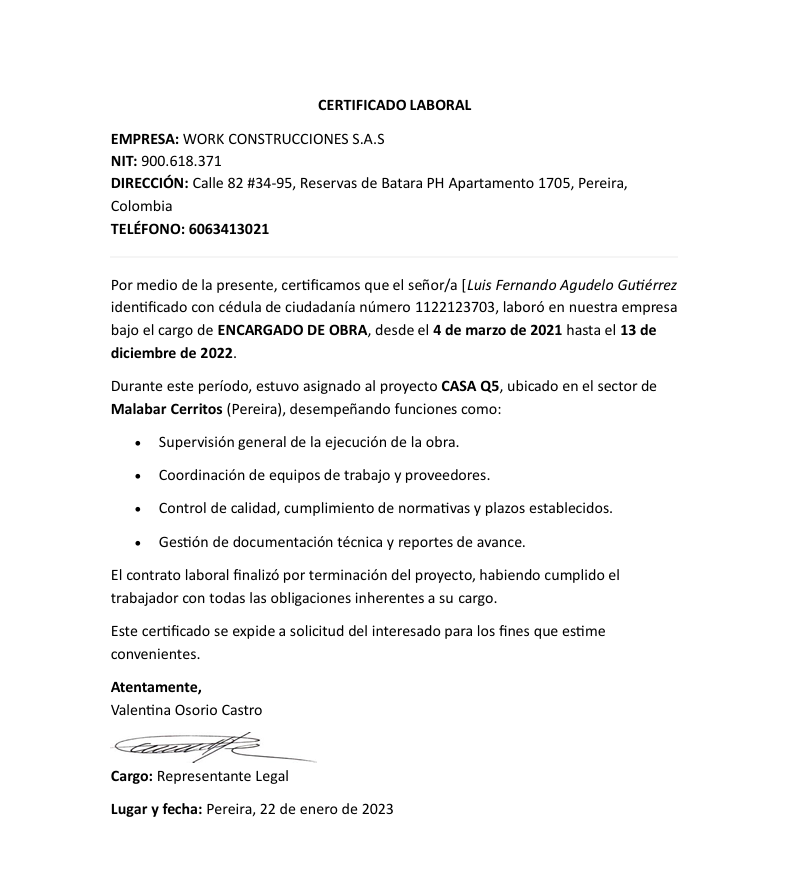 CERTIFICADO LABORAL
EMPRESA: WORK CONSTRUCCIONES S.A.S
NIT: 900.618.371
DIRECCIÓN: Calle 82 #34-95, Reservas de Batara PH Apartamento 1705, Pereira,
Colombia
TELÉFONO: 6063413021
Por medio de la presente, certificamos que el señor/a [Luis Fernando Agudelo Gutiérrez
identificado con cédula de ciudadanía número 1122123703, laboró en nuestra empresa
bajo el cargo de ENCARGADO DE OBRA, desde el 4 de marzo de 2021 hasta el 13 de
diciembre de 2022.
Durante este período, estuvo asignado al proyecto CASA Q5, ubicado en el sector de
Malabar Cerritos (Pereira), desempeñando funciones como:
• Supervisión general de la ejecución de la obra.
• Coordinación de equipos de trabajo y proveedores.
• Control de calidad, cumplimiento de normativas y plazos establecidos.
• Gestión de documentación técnica y reportes de avance.
El contrato laboral finalizó por terminación del proyecto, habiendo cumplido el
trabajador con todas las obligaciones inherentes a su cargo.
Este certificado se expide a solicitud del interesado para los fines que estime
convenientes.
Atentamente,
Valentina Osorio Castro
Cargo: Representante Legal
Lugar y fecha: Pereira, 22 de enero de 2023